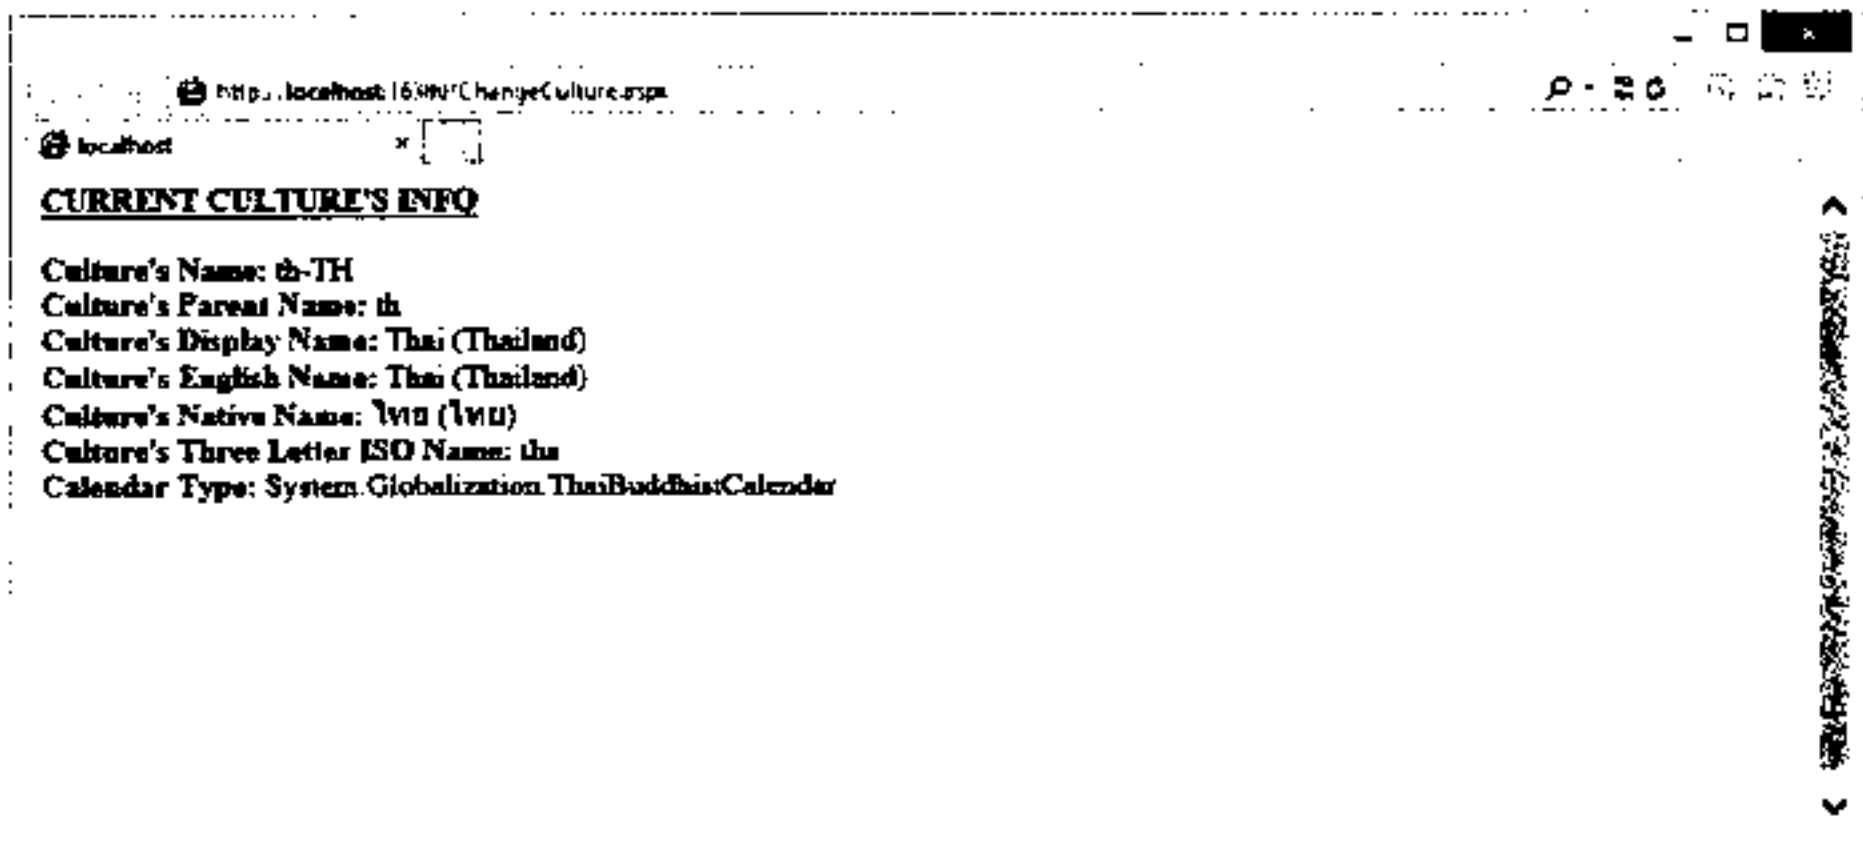 localhost
CURRENT CULTURE'S INFO
Culture's Name: th-TH
Culture's Parent Name: th
Culture's Display Name: Thai (Thailand)
Culture's English Name: Thai (Thailand)
Culture's Native Name: ไทย (ไทย)
Culture's Three Letter ISO Name: tha
Calendar Type: System.Globalization.ThaiBuddhistCalendar